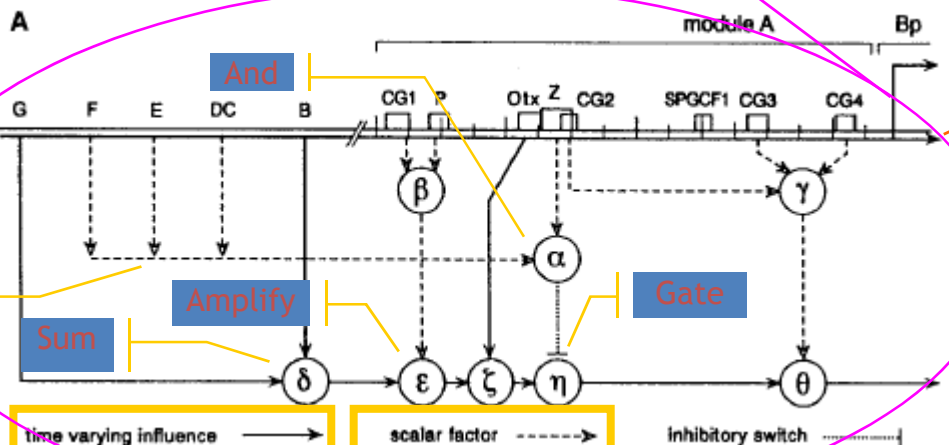 A
module A
Bp
And
G F E DC B
CG1 P Otx Z CG2 SPGCF1 CG3 CG4
β
γ
α
Amplify
Gate
Sum
δ ε ζ η θ
time varying influence
scalar factor
inhibitory switch